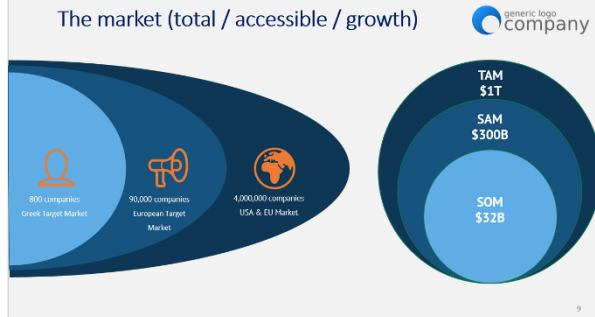 The market (total / accessible / growth)
generic logo
company
800 companies
Greek Target Market
90,000 companies
European Target
Market
4,000,000 companies
USA & EU Market
TAM
$1T
SAM
$300B
SOM
$32B
9